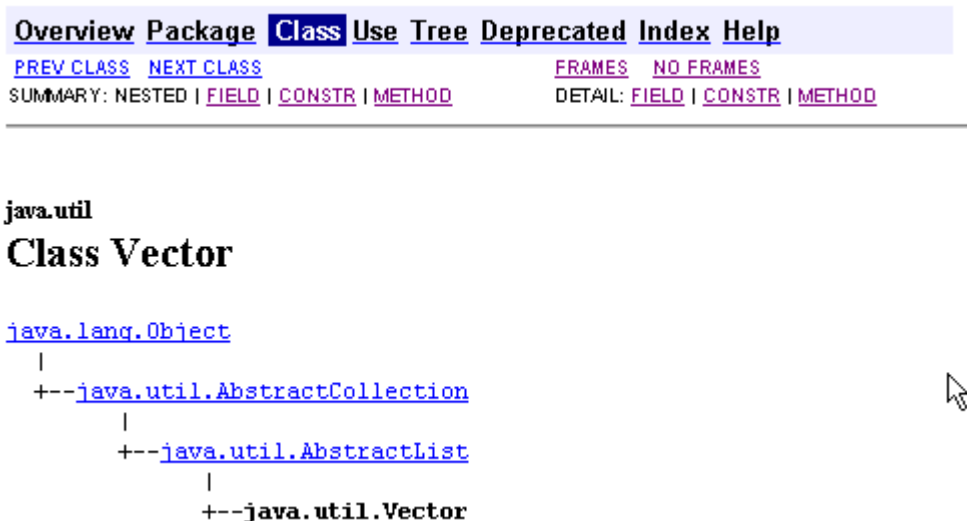 Overview Package Class Use Tree Deprecated Index Help
PREV CLASS NEXT CLASS FRAMES NO FRAMES
SUMMARY: NESTED | FIELD | CONSTR | METHOD DETAIL: FIELD | CONSTR | METHOD
java.util
Class Vector
java.lang.Object
|
+--java.util.AbstractCollection
|
+--java.util.AbstractList
|
+--java.util.Vector